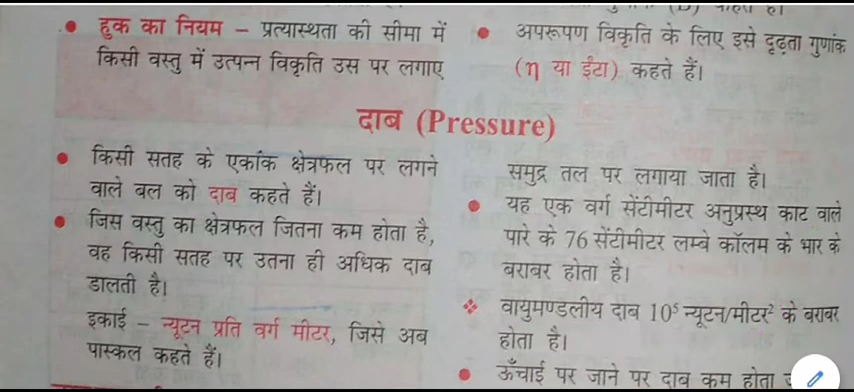 हुक का नियम – प्रत्यास्थता की सीमा में
किसी वस्तु में उत्पन्न विकृति उस पर लगाए
अपरूपण विकृति के लिए इसे दृढ़ता गुणांक
(η या ईटा) कहते हैं।
दाब (Pressure)
किसी सतह के एकांक क्षेत्रफल पर लगने
वाले बल को दाब कहते हैं।
जिस वस्तु का क्षेत्रफल जितना कम होता है,
वह किसी सतह पर उतना ही अधिक दाब
डालती है।
इकाई – न्यूटन प्रति वर्ग मीटर, जिसे अब
पास्कल कहते हैं।
समुद्र तल पर लगाया जाता है।
यह एक वर्ग सेंटीमीटर अनुप्रस्थ काट वाले
पारे के 76 सेंटीमीटर लम्बे कॉलम के भार के
बराबर होता है।
वायुमण्डलीय दाब 10⁵ न्यूटन/मीटर² के बराबर
होता है।
ऊँचाई पर जाने पर दाब कम होता